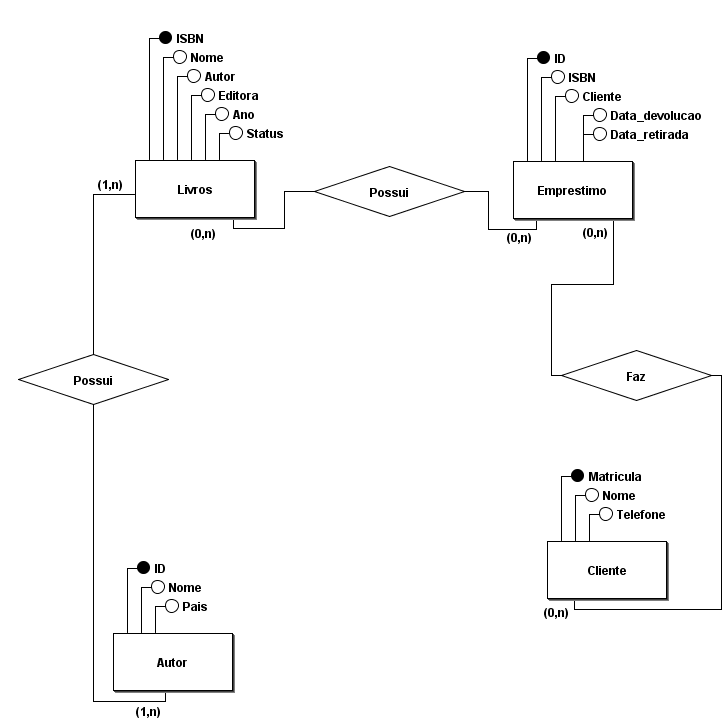 ISBN
Nome
Autor
Editora
Ano
Status
Livros
(1,n)
(0,n)
Possui
ID
ISBN
Cliente
Data_devolucao
Data_retirada
Emprestimo
(0,n)
(0,n)
Possui
Faz
Matricula
Nome
Telefone
Cliente
(0,n)
ID
Nome
Pais
Autor
(1,n)